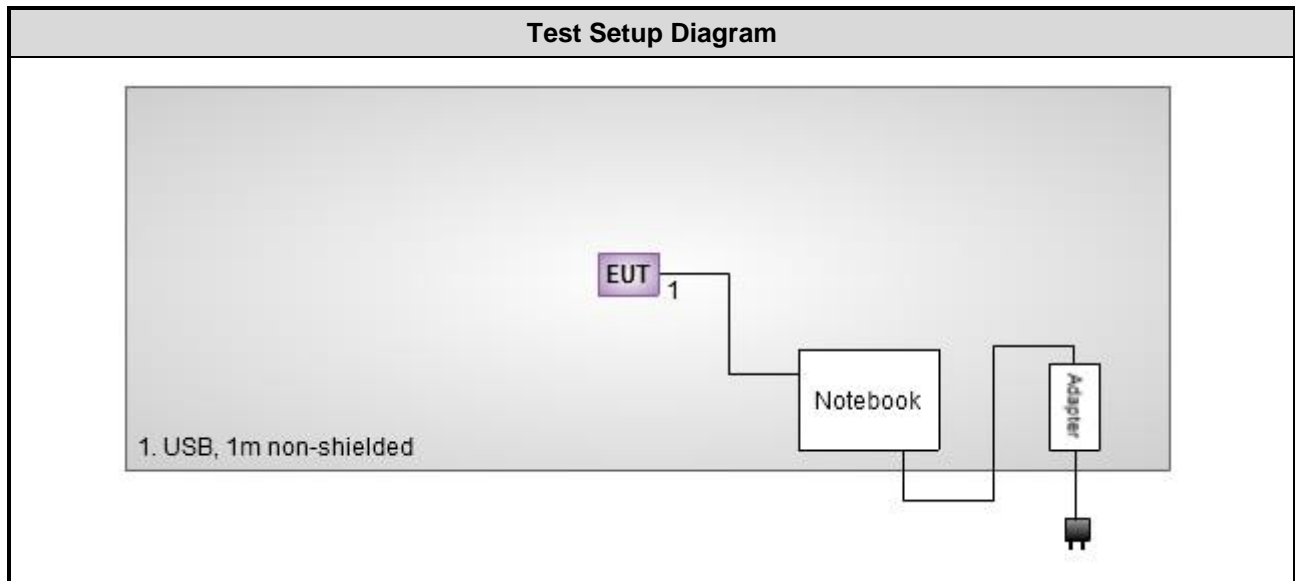 Test Setup Diagram
EUT
1
Notebook
Adapter
1. USB, 1m non-shielded